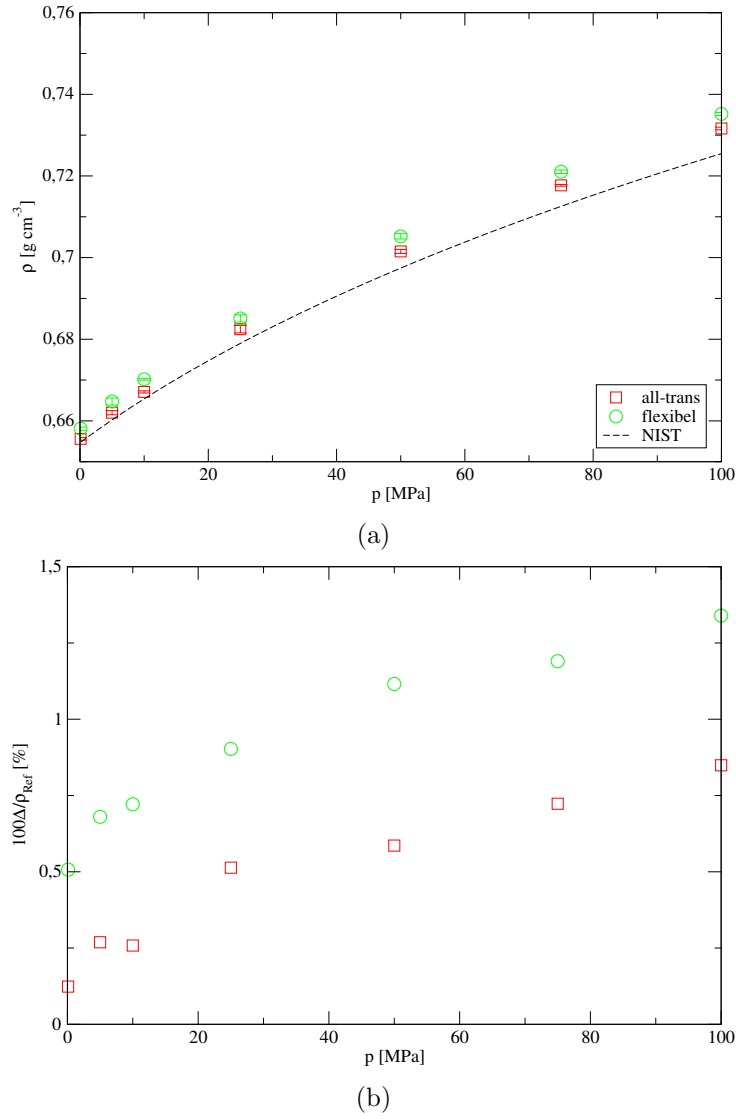 0,76
0,74
0,72
0,7
0,68
0,66
ρ [g cm⁻³]
0 20 40 60 80 100
p [MPa]
all-trans
flexibel
NIST
(a)
1,5
1
0,5
0
100Δ/ρ_Ref [%]
0 20 40 60 80 100
p [MPa]
(b)